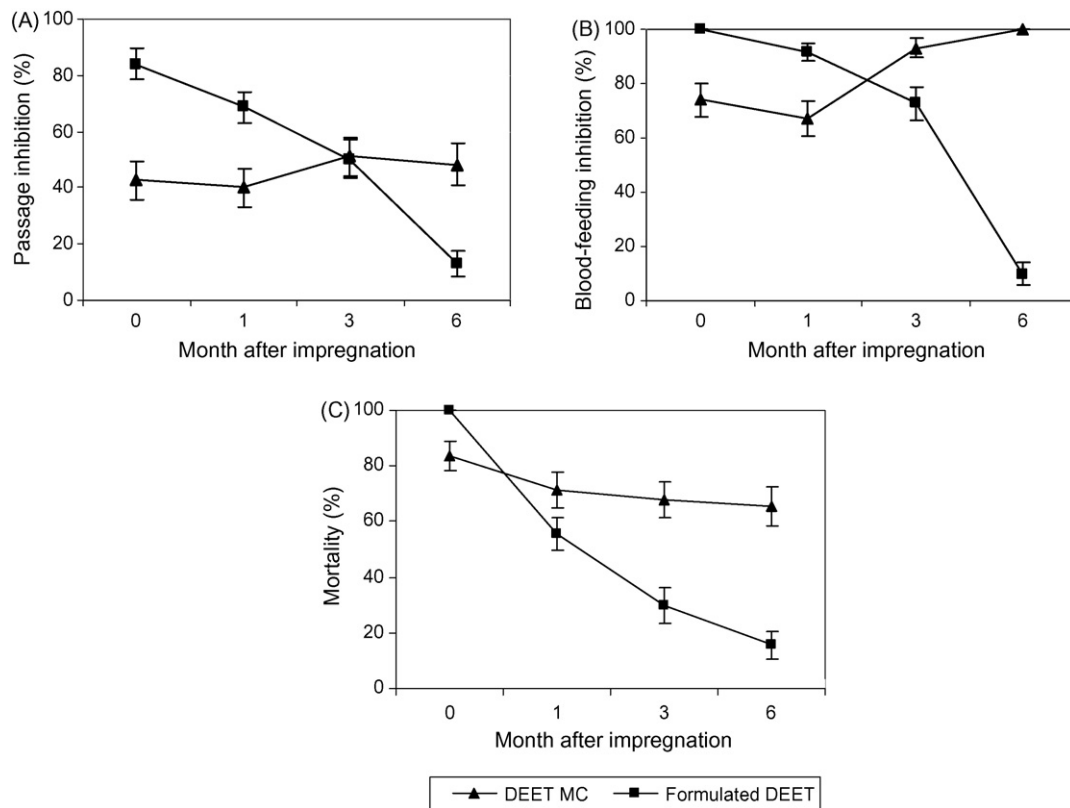 (A)
Passage inhibition (%)
100
80
60
40
20
0
0 1 3 6
Month after impregnation
(B)
Blood-feeding inhibition (%)
100
80
60
40
20
0
0 1 3 6
Month after impregnation
(C)
Mortality (%)
100
80
60
40
20
0
0 1 3 6
Month after impregnation
DEET MC Formulated DEET